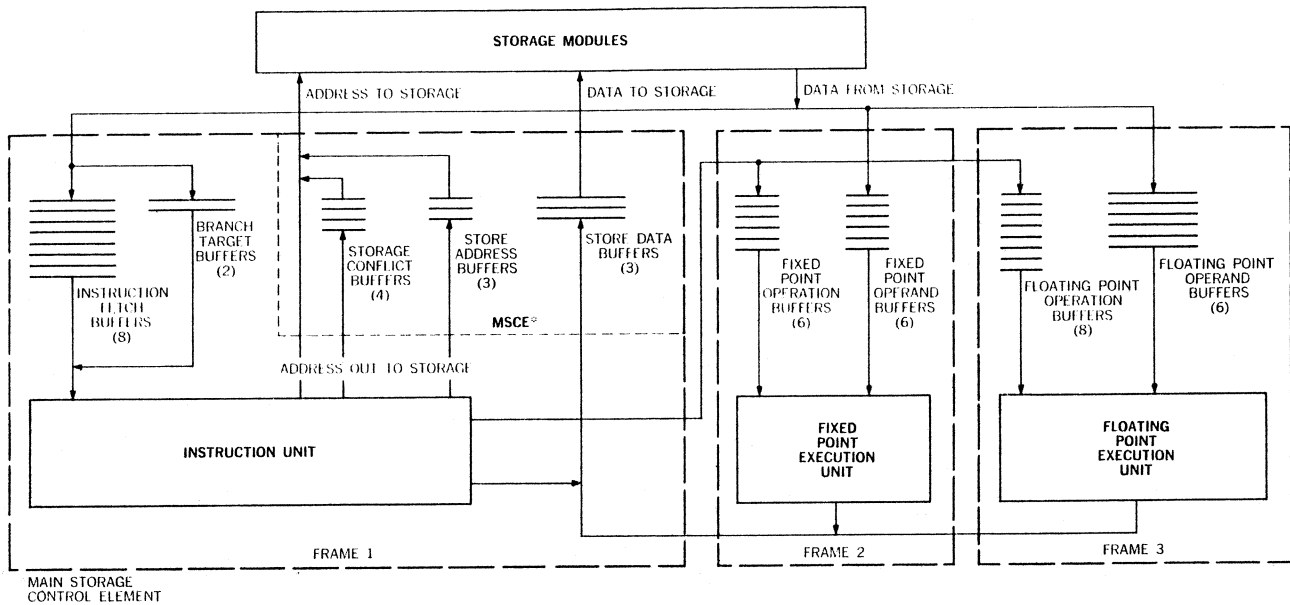 STORAGE MODULES
ADDRESS TO STORAGE
DATA TO STORAGE
DATA FROM STORAGE
BRANCH
TARGET
BUFFERS
(2)
INSTRUCTION
FETCH
BUFFERS
(8)
STORAGE
CONFLICT
BUFFERS
(4)
STORE
ADDRESS
BUFFERS
(3)
STORE DATA
BUFFERS
(3)
MSCE*
FIXED
POINT
OPERATION
BUFFERS
(6)
FIXED
POINT
OPERAND
BUFFERS
(6)
FLOATING POINT
OPERATION
BUFFERS
(8)
FLOATING POINT
OPERAND
BUFFERS
(6)
ADDRESS OUT TO STORAGE
INSTRUCTION UNIT
FIXED
POINT
EXECUTION
UNIT
FLOATING
POINT
EXECUTION
UNIT
FRAME 1
FRAME 2
FRAME 3
MAIN STORAGE
CONTROL ELEMENT